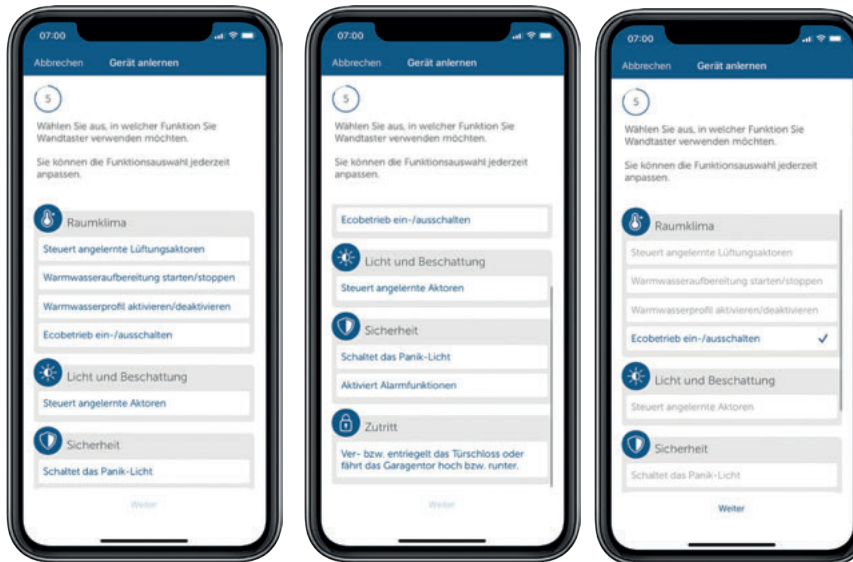 07:00
Abbrechen Gerät anlernen
5
Wählen Sie aus, in welcher Funktion Sie
Wandtaster verwenden möchten.
Sie können die Funktionsauswahl jederzeit
anpassen.
Raumklima
Steuert angelernte Lüftungsaktoren
Warmwasseraufbereitung starten/stoppen
Warmwasserprofil aktivieren/deaktivieren
Ecobetrieb ein-/ausschalten
Licht und Beschattung
Steuert angelernte Aktoren
Sicherheit
Schaltet das Panik-Licht
Weiter
07:00
Abbrechen Gerät anlernen
5
Wählen Sie aus, in welcher Funktion Sie
Wandtaster verwenden möchten.
Sie können die Funktionsauswahl jederzeit
anpassen.
Ecobetrieb ein-/ausschalten
Licht und Beschattung
Steuert angelernte Aktoren
Sicherheit
Schaltet das Panik-Licht
Aktiviert Alarmfunktionen
Zutritt
Ver- bzw. entriegelt das Türschloss oder
fährt das Garagentor hoch bzw. runter.
Weiter
07:00
Abbrechen Gerät anlernen
5
Wählen Sie aus, in welcher Funktion Sie
Wandtaster verwenden möchten.
Sie können die Funktionsauswahl jederzeit
anpassen.
Raumklima
Steuert angelernte Lüftungsaktoren
Warmwasseraufbereitung starten/stoppen
Warmwasserprofil aktivieren/deaktivieren
Ecobetrieb ein-/ausschalten
Licht und Beschattung
Steuert angelernte Aktoren
Sicherheit
Schaltet das Panik-Licht
Weiter